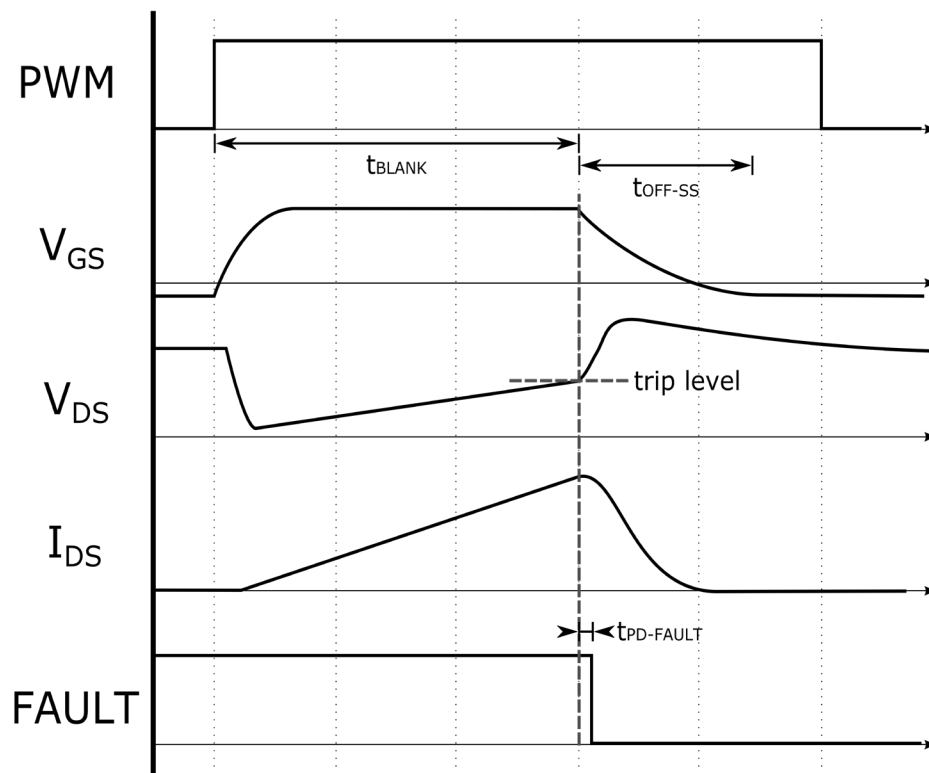 PWM
tBLANK
tOFF-SS
VGS
VDS
trip level
IDS
tPD-FAULT
FAULT